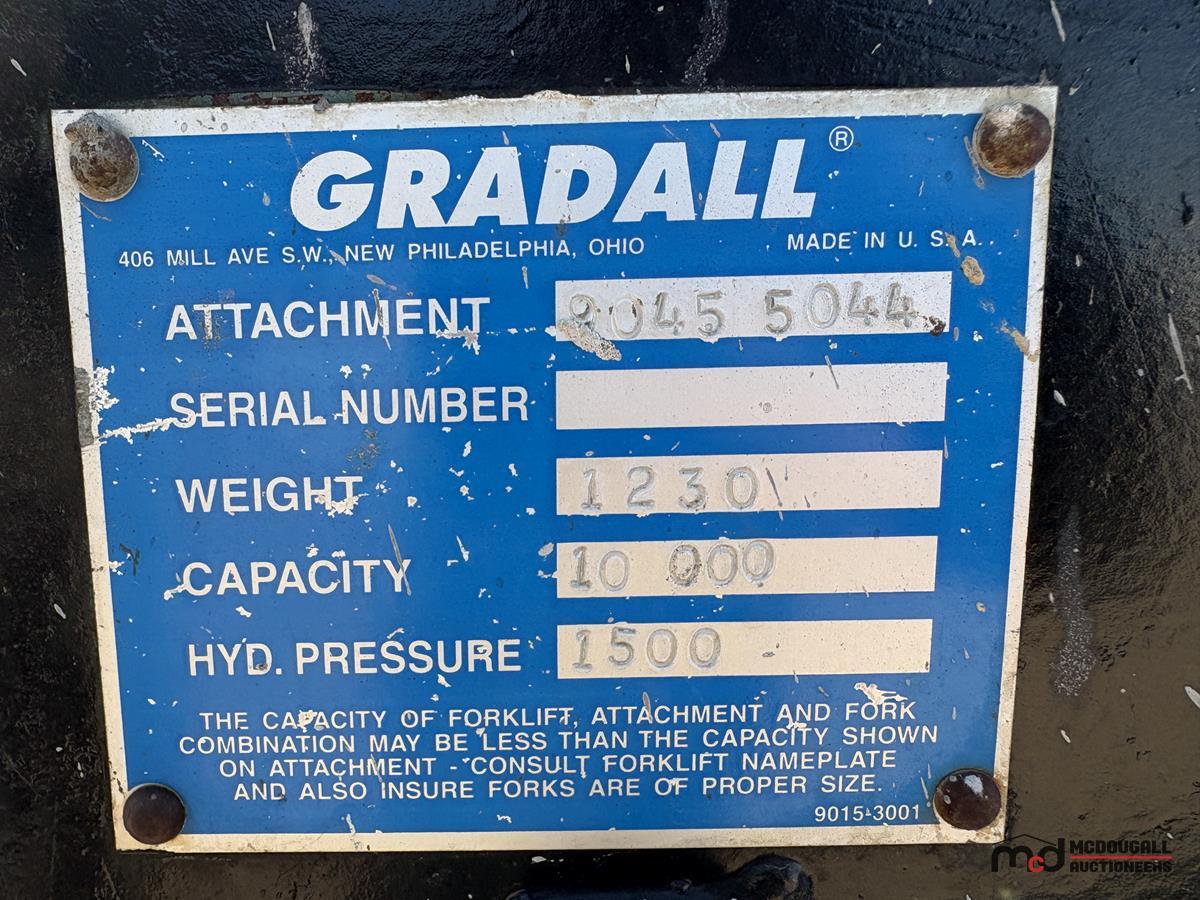 GRADALL®
406 MILL AVE S.W., NEW PHILADELPHIA, OHIO MADE IN U. S. A.
ATTACHMENT 9045 5044
SERIAL NUMBER
WEIGHT 1230
CAPACITY 10 000
HYD. PRESSURE 1500
THE CAPACITY OF FORKLIFT, ATTACHMENT AND FORK
COMBINATION MAY BE LESS THAN THE CAPACITY SHOWN
ON ATTACHMENT - CONSULT FORKLIFT NAMEPLATE
AND ALSO INSURE FORKS ARE OF PROPER SIZE.
9015-3001
mcd MCDOUGALL
AUCTIONEERS